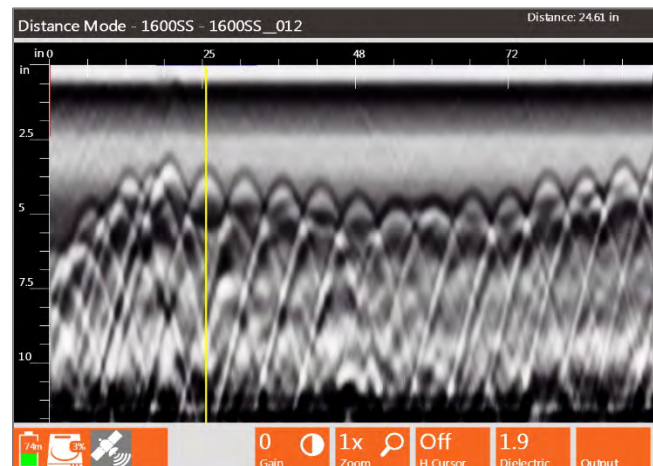 Distance Mode - 1600SS - 1600SS__012
Distance: 24.61 in
in 0 25 48 72
in
2.5
5
7.5
10
74m 3% 0 1x Off 1.9
Gain Zoom H Cursor Dielectric Output